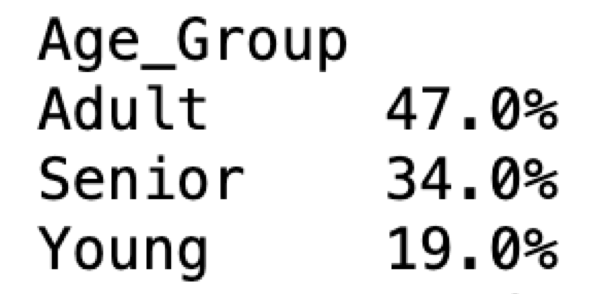 Age_Group
Adult 47.0%
Senior 34.0%
Young 19.0%